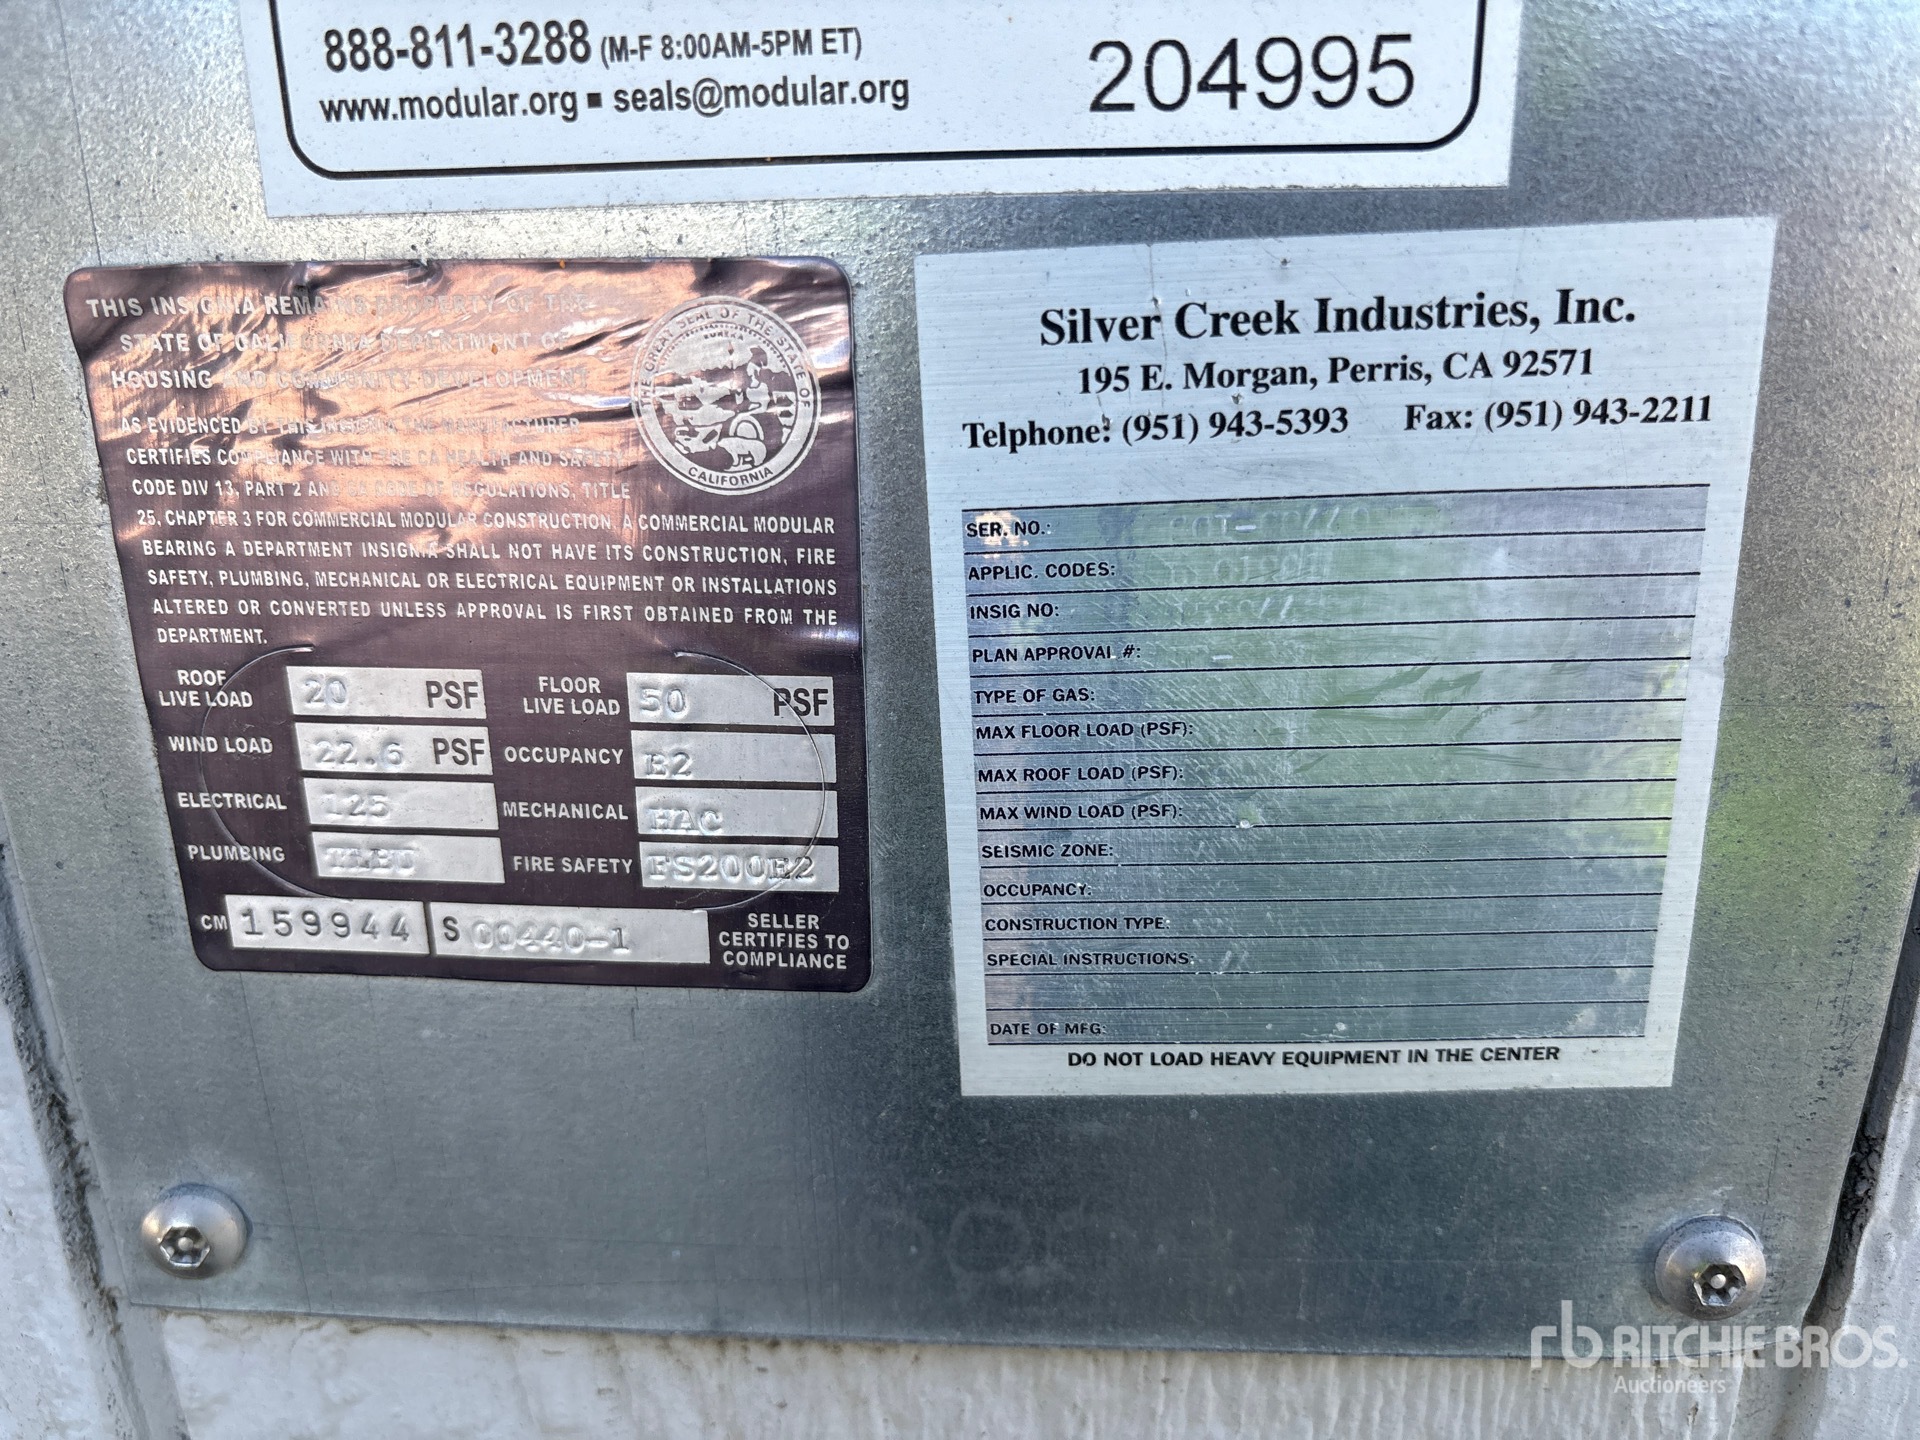 888-811-3288 (M-F 8:00AM-5PM ET)
www.modular.org ▪ seals@modular.org
204995
THIS INSIGNIA REMAINS PROPERTY OF THE
STATE OF CALIFORNIA DEPARTMENT OF
HOUSING AND COMMUNITY DEVELOPMENT
AS EVIDENCED BY THIS INSIGNIA THE MANUFACTURER
CERTIFIES COMPLIANCE WITH THE CA HEALTH AND SAFETY
CODE DIV 13, PART 2 AND CA CODE OF REGULATIONS, TITLE
25, CHAPTER 3 FOR COMMERCIAL MODULAR CONSTRUCTION. A COMMERCIAL MODULAR
BEARING A DEPARTMENT INSIGNIA SHALL NOT HAVE ITS CONSTRUCTION, FIRE
SAFETY, PLUMBING, MECHANICAL OR ELECTRICAL EQUIPMENT OR INSTALLATIONS
ALTERED OR CONVERTED UNLESS APPROVAL IS FIRST OBTAINED FROM THE
DEPARTMENT.
THE GREAT SEAL OF THE STATE OF
EUREKA
CALIFORNIA
ROOF LIVE LOAD 20 PSF FLOOR LIVE LOAD 50 PSF
WIND LOAD 22.6 PSF OCCUPANCY B2
ELECTRICAL 125 MECHANICAL HAC
PLUMBING FIRE SAFETY FS200B2
CM 159944 S 00440-1 SELLER CERTIFIES TO COMPLIANCE
Silver Creek Industries, Inc.
195 E. Morgan, Perris, CA 92571
Telphone: (951) 943-5393 Fax: (951) 943-2211
SER. NO.:
APPLIC. CODES:
INSIG NO:
PLAN APPROVAL #:
TYPE OF GAS:
MAX FLOOR LOAD (PSF):
MAX ROOF LOAD (PSF):
MAX WIND LOAD (PSF):
SEISMIC ZONE:
OCCUPANCY:
CONSTRUCTION TYPE:
SPECIAL INSTRUCTIONS:
DATE OF MFG:
DO NOT LOAD HEAVY EQUIPMENT IN THE CENTER
rb RITCHIE BROS.
Auctioneers